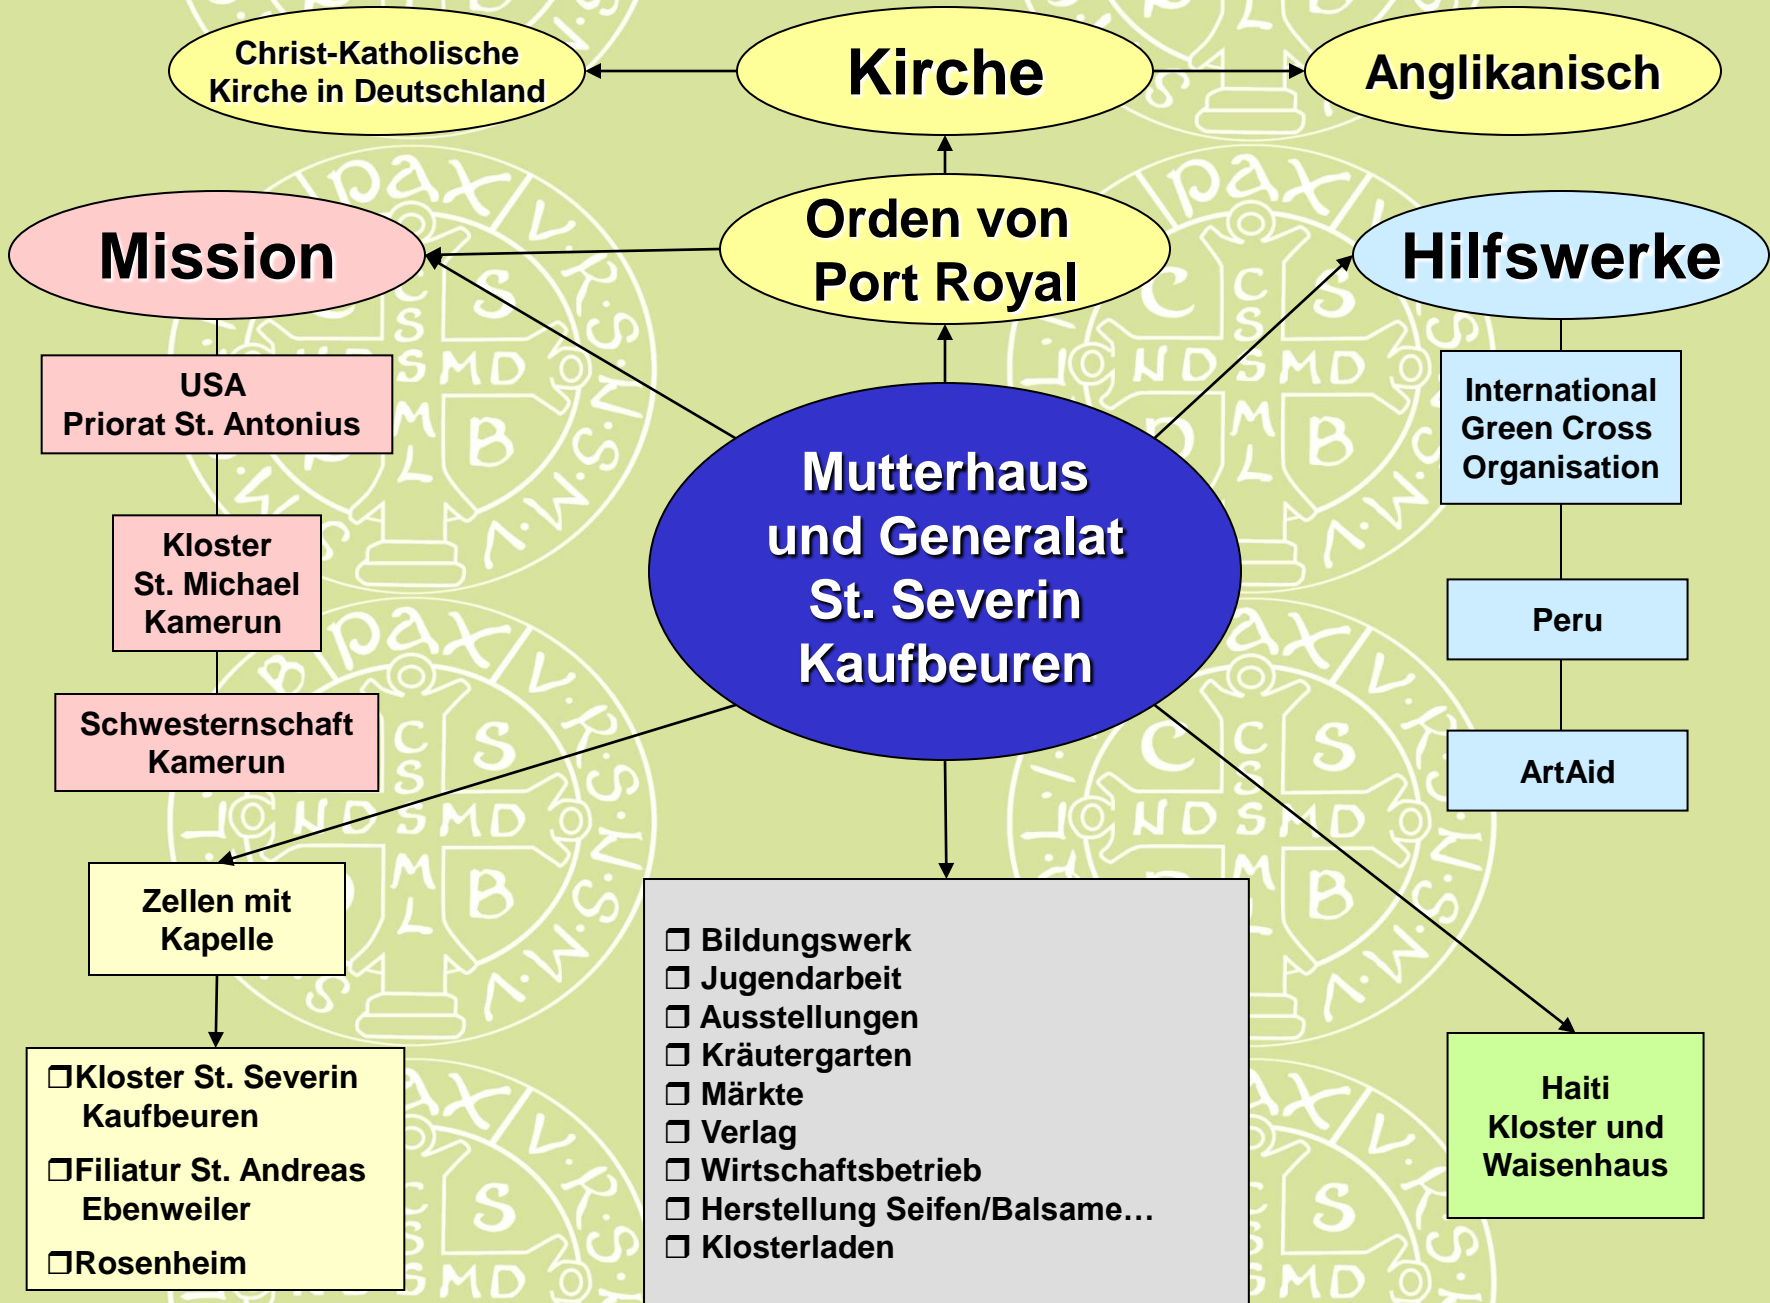 Christ-Katholische
Kirche in Deutschland
Kirche
Anglikanisch
Mission
Orden von
Port Royal
Hilfswerke
USA
Priorat St. Antonius
Kloster
St. Michael
Kamerun
Schwesternschaft
Kamerun
Mutterhaus
und Generalat
St. Severin
Kaufbeuren
International
Green Cross
Organisation
Peru
ArtAid
Zellen mit
Kapelle
❒Kloster St. Severin
Kaufbeuren
❒Filiatur St. Andreas
Ebenweiler
❒Rosenheim
❒ Bildungswerk
❒ Jugendarbeit
❒ Ausstellungen
❒ Kräutergarten
❒ Märkte
❒ Verlag
❒ Wirtschaftsbetrieb
❒ Herstellung Seifen/Balsame…
❒ Klosterladen
Haiti
Kloster und
Waisenhaus